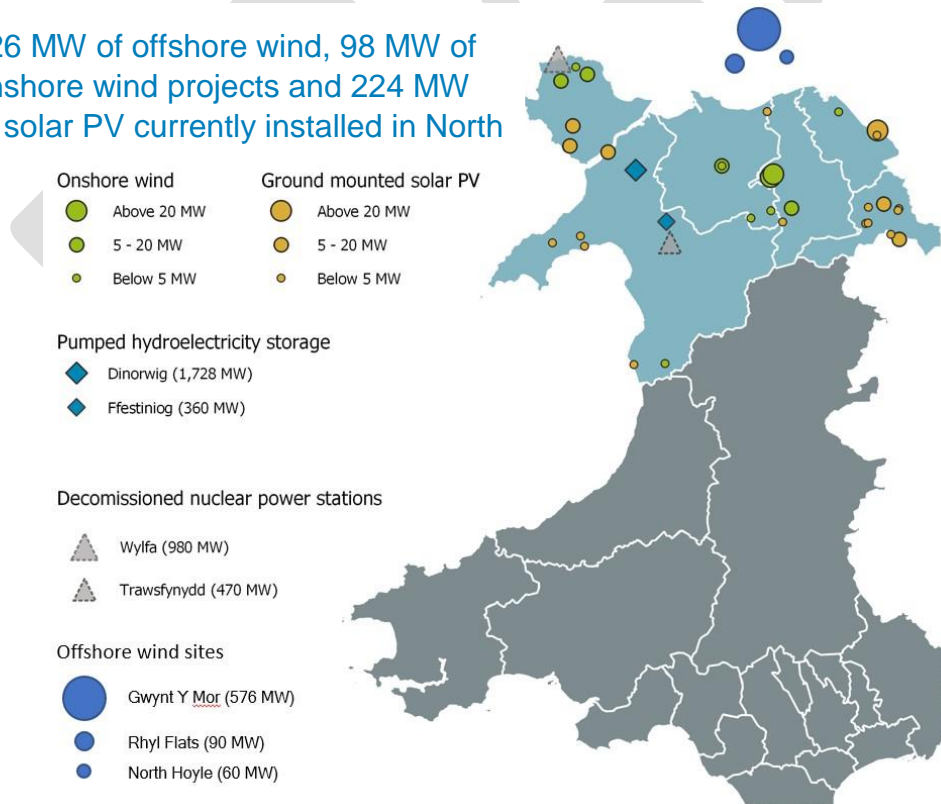 26 MW of offshore wind, 98 MW of
nshore wind projects and 224 MW
solar PV currently installed in North
Onshore wind
Above 20 MW
5 - 20 MW
Below 5 MW
Ground mounted solar PV
Above 20 MW
5 - 20 MW
Below 5 MW
Pumped hydroelectricity storage
Dinorwig (1,728 MW)
Ffestiniog (360 MW)
Decomissioned nuclear power stations
Wylfa (980 MW)
Trawsfynydd (470 MW)
Offshore wind sites
Gwynt Y Mor (576 MW)
Rhyl Flats (90 MW)
North Hoyle (60 MW)